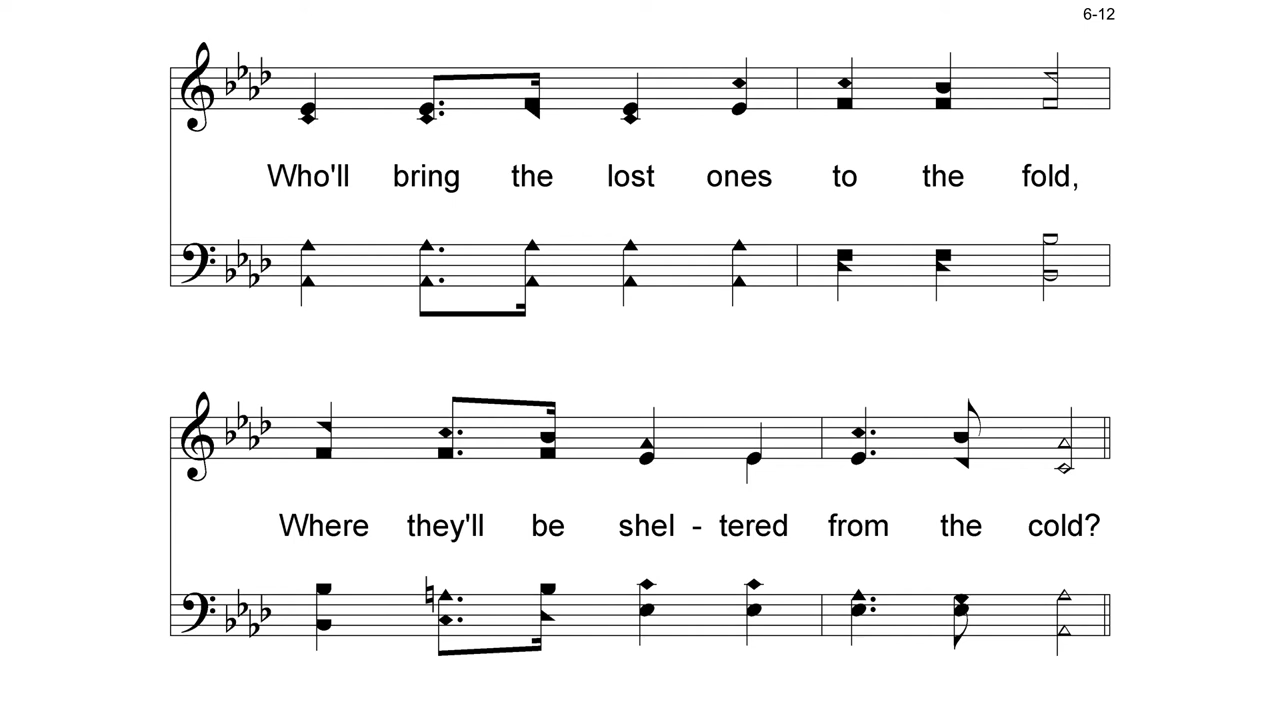 6-12
Who'll bring the lost ones to the fold,
Where they'll be shel - tered from the cold?